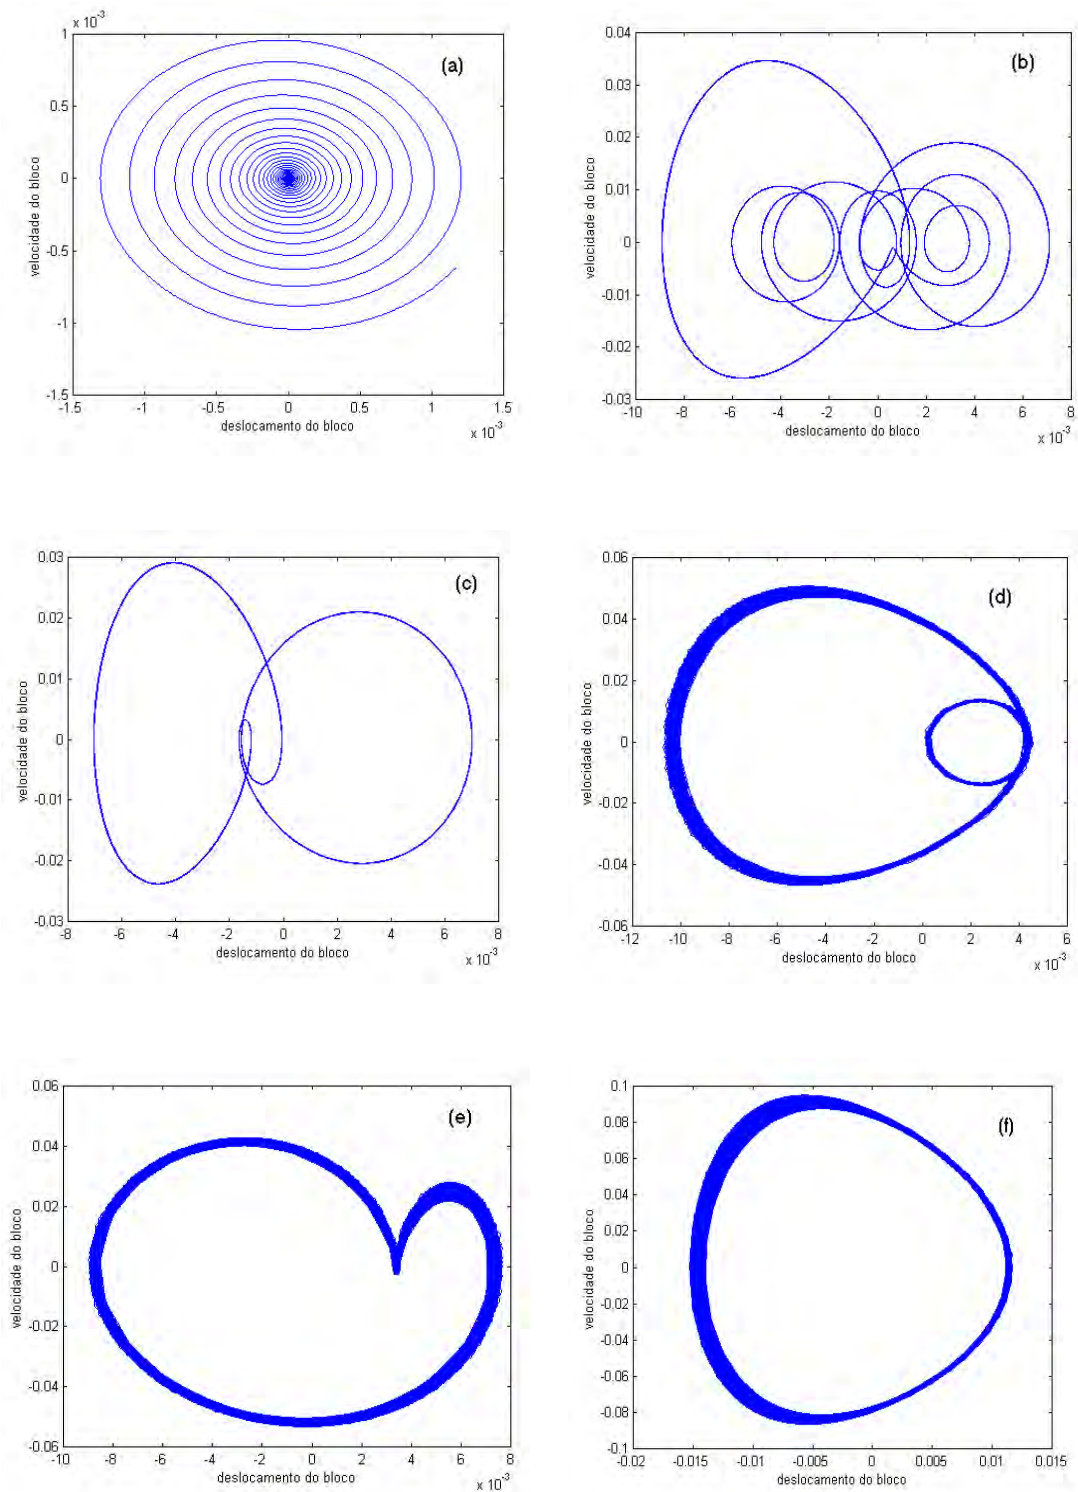 x 10⁻³
1
0.5
0
-0.5
-1
-1.5
(a)
velocidade do bloco
-1.5 -1 -0.5 0 0.5 1 1.5
deslocamento do bloco
x 10⁻³
0.04
0.03
0.02
0.01
0
-0.01
-0.02
-0.03
(b)
velocidade do bloco
-10 -8 -6 -4 -2 0 2 4 6 8
deslocamento do bloco
x 10⁻³
0.03
0.02
0.01
0
-0.01
-0.02
-0.03
(c)
velocidade do bloco
-8 -6 -4 -2 0 2 4 6 8
deslocamento do bloco
x 10⁻³
0.06
0.04
0.02
0
-0.02
-0.04
-0.06
(d)
velocidade do bloco
-12 -10 -8 -6 -4 -2 0 2 4 6
deslocamento do bloco
x 10⁻³
0.06
0.04
0.02
0
-0.02
-0.04
-0.06
(e)
velocidade do bloco
-10 -8 -6 -4 -2 0 2 4 6 8
deslocamento do bloco
x 10⁻³
0.1
0.08
0.06
0.04
0.02
0
-0.02
-0.04
-0.06
-0.08
-0.1
(f)
velocidade do bloco
-0.02 -0.015 -0.01 -0.005 0 0.005 0.01 0.015
deslocamento do bloco